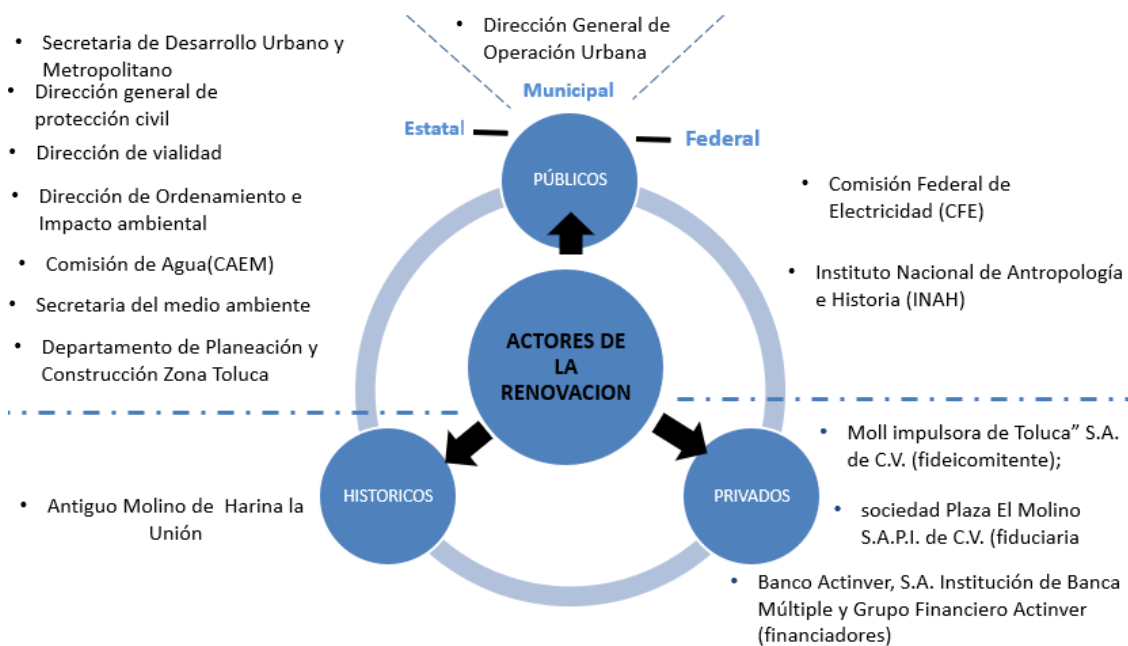 • Secretaria de Desarrollo Urbano y
Metropolitano
• Dirección general de
protección civil
• Dirección de vialidad
• Dirección de Ordenamiento e
Impacto ambiental
• Comisión de Agua(CAEM)
• Secretaria del medio ambiente
• Departamento de Planeación y
Construcción Zona Toluca
• Dirección General de
Operación Urbana
Municipal
Estatal
Federal
PÚBLICOS
• Comisión Federal de
Electricidad (CFE)
• Instituto Nacional de Antropología
e Historia (INAH)
ACTORES DE
LA
RENOVACION
HISTORICOS
• Antiguo Molino de Harina la
Unión
PRIVADOS
• Moll impulsora de Toluca” S.A.
de C.V. (fideicomitente);
• sociedad Plaza El Molino
S.A.P.I. de C.V. (fiduciaria
• Banco Actinver, S.A. Institución de Banca
Múltiple y Grupo Financiero Actinver
(financiadores)